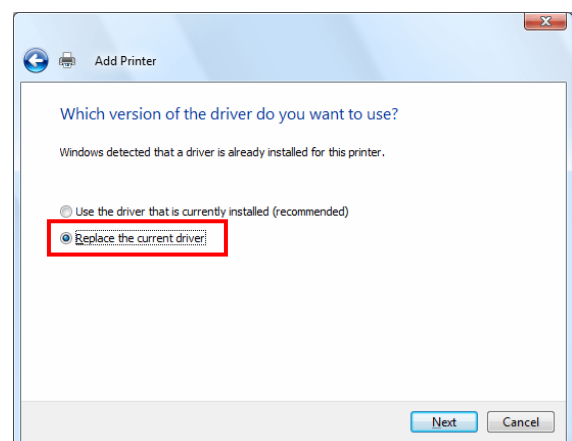 Add Printer
Which version of the driver do you want to use?
Windows detected that a driver is already installed for this printer.
Use the driver that is currently installed (recommended)
Replace the current driver
Next Cancel